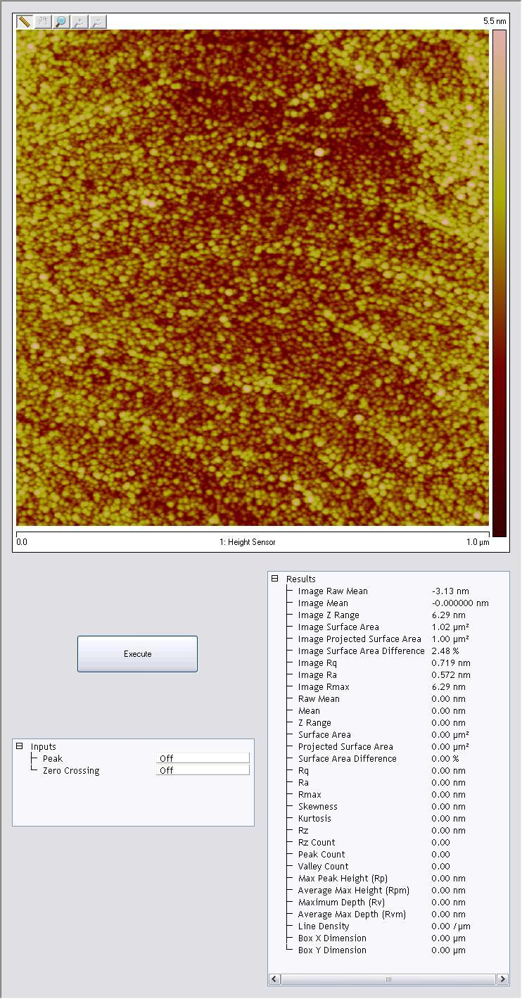 5.5 nm
0.0 1: Height Sensor 1.0 µm
Execute
Inputs
Peak Off
Zero Crossing Off
Results
Image Raw Mean -3.13 nm
Image Mean -0.000000 nm
Image Z Range 6.29 nm
Image Surface Area 1.02 µm²
Image Projected Surface Area 1.00 µm²
Image Surface Area Difference 2.48 %
Image Rq 0.719 nm
Image Ra 0.572 nm
Image Rmax 6.29 nm
Raw Mean 0.00 nm
Mean 0.00 nm
Z Range 0.00 nm
Surface Area 0.00 µm²
Projected Surface Area 0.00 µm²
Surface Area Difference 0.00 %
Rq 0.00 nm
Ra 0.00 nm
Rmax 0.00 nm
Skewness 0.00 nm
Kurtosis 0.00 nm
Rz 0.00 nm
Rz Count 0.00
Peak Count 0.00
Valley Count 0.00
Max Peak Height (Rp) 0.00 nm
Average Max Height (Rpm) 0.00 nm
Maximum Depth (Rv) 0.00 nm
Average Max Depth (Rvm) 0.00 nm
Line Density 0.00 /µm
Box X Dimension 0.00 µm
Box Y Dimension 0.00 µm